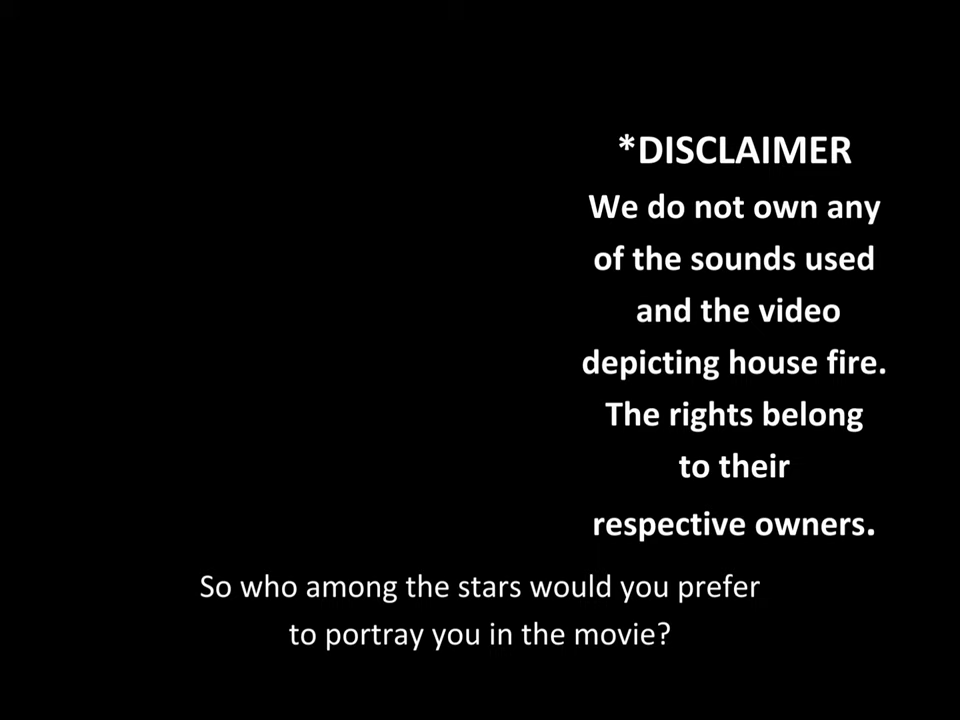 *DISCLAIMER
We do not own any
of the sounds used
and the video
depicting house fire.
The rights belong
to their
respective owners.
So who among the stars would you prefer
to portray you in the movie?